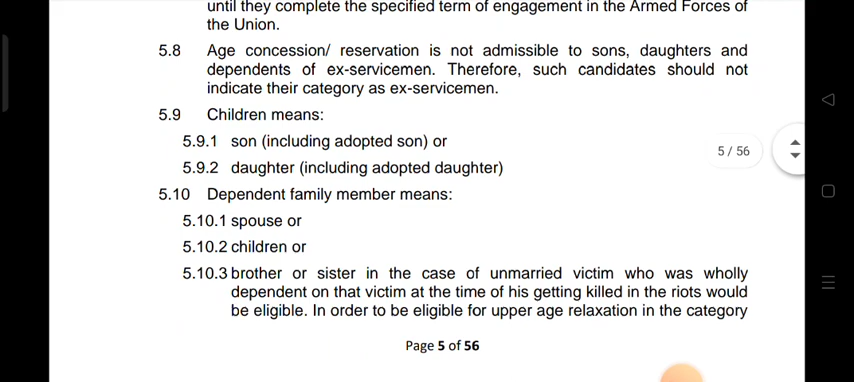 until they complete the specified term of engagement in the Armed Forces of
the Union.
5.8 Age concession/ reservation is not admissible to sons, daughters and
dependents of ex-servicemen. Therefore, such candidates should not
indicate their category as ex-servicemen.
5.9 Children means:
5.9.1 son (including adopted son) or
5.9.2 daughter (including adopted daughter)
5 / 56
5.10 Dependent family member means:
5.10.1 spouse or
5.10.2 children or
5.10.3 brother or sister in the case of unmarried victim who was wholly
dependent on that victim at the time of his getting killed in the riots would
be eligible. In order to be eligible for upper age relaxation in the category
Page 5 of 56